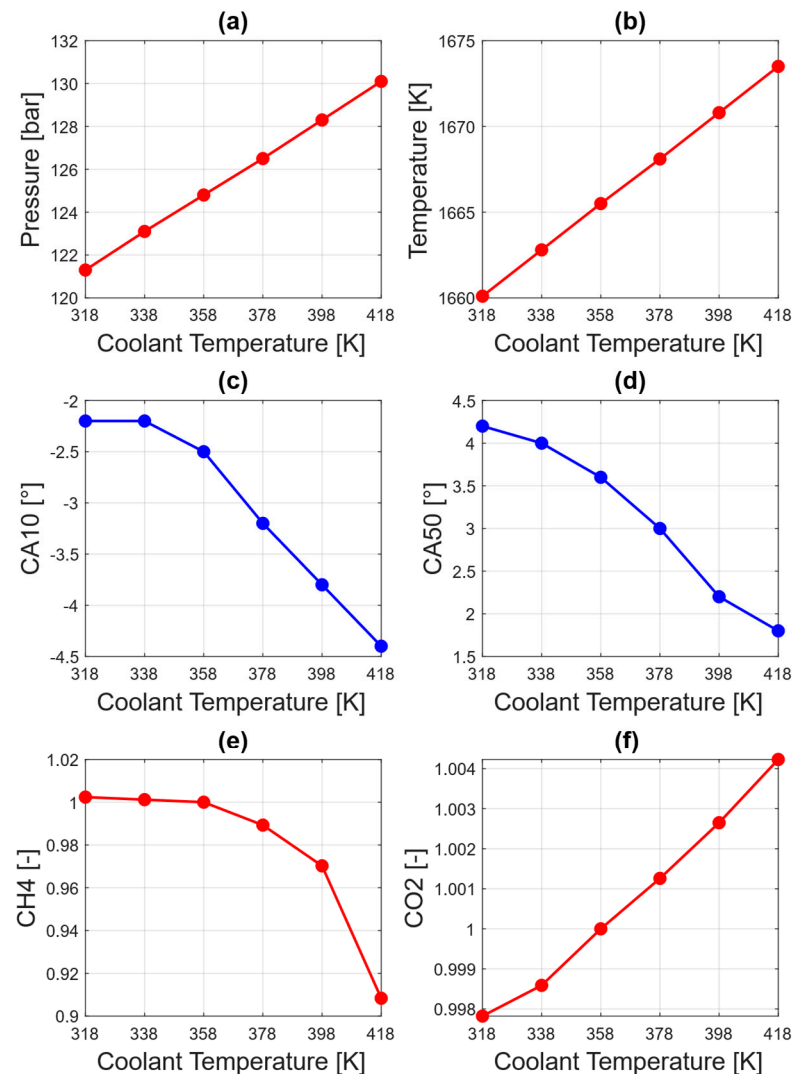 (a)
132
130
128
126
124
122
120
Pressure [bar]
318 338 358 378 398 418
Coolant Temperature [K]
(b)
1675
1670
1665
1660
Temperature [K]
318 338 358 378 398 418
Coolant Temperature [K]
(c)
-2
-2.5
-3
-3.5
-4
-4.5
CA10 [°]
318 338 358 378 398 418
Coolant Temperature [K]
(d)
4.5
4
3.5
3
2.5
2
1.5
CA50 [°]
318 338 358 378 398 418
Coolant Temperature [K]
(e)
1.02
1
0.98
0.96
0.94
0.92
0.9
CH4 [-]
318 338 358 378 398 418
Coolant Temperature [K]
(f)
1.004
1.003
1.002
1.001
1
0.999
0.998
CO2 [-]
318 338 358 378 398 418
Coolant Temperature [K]